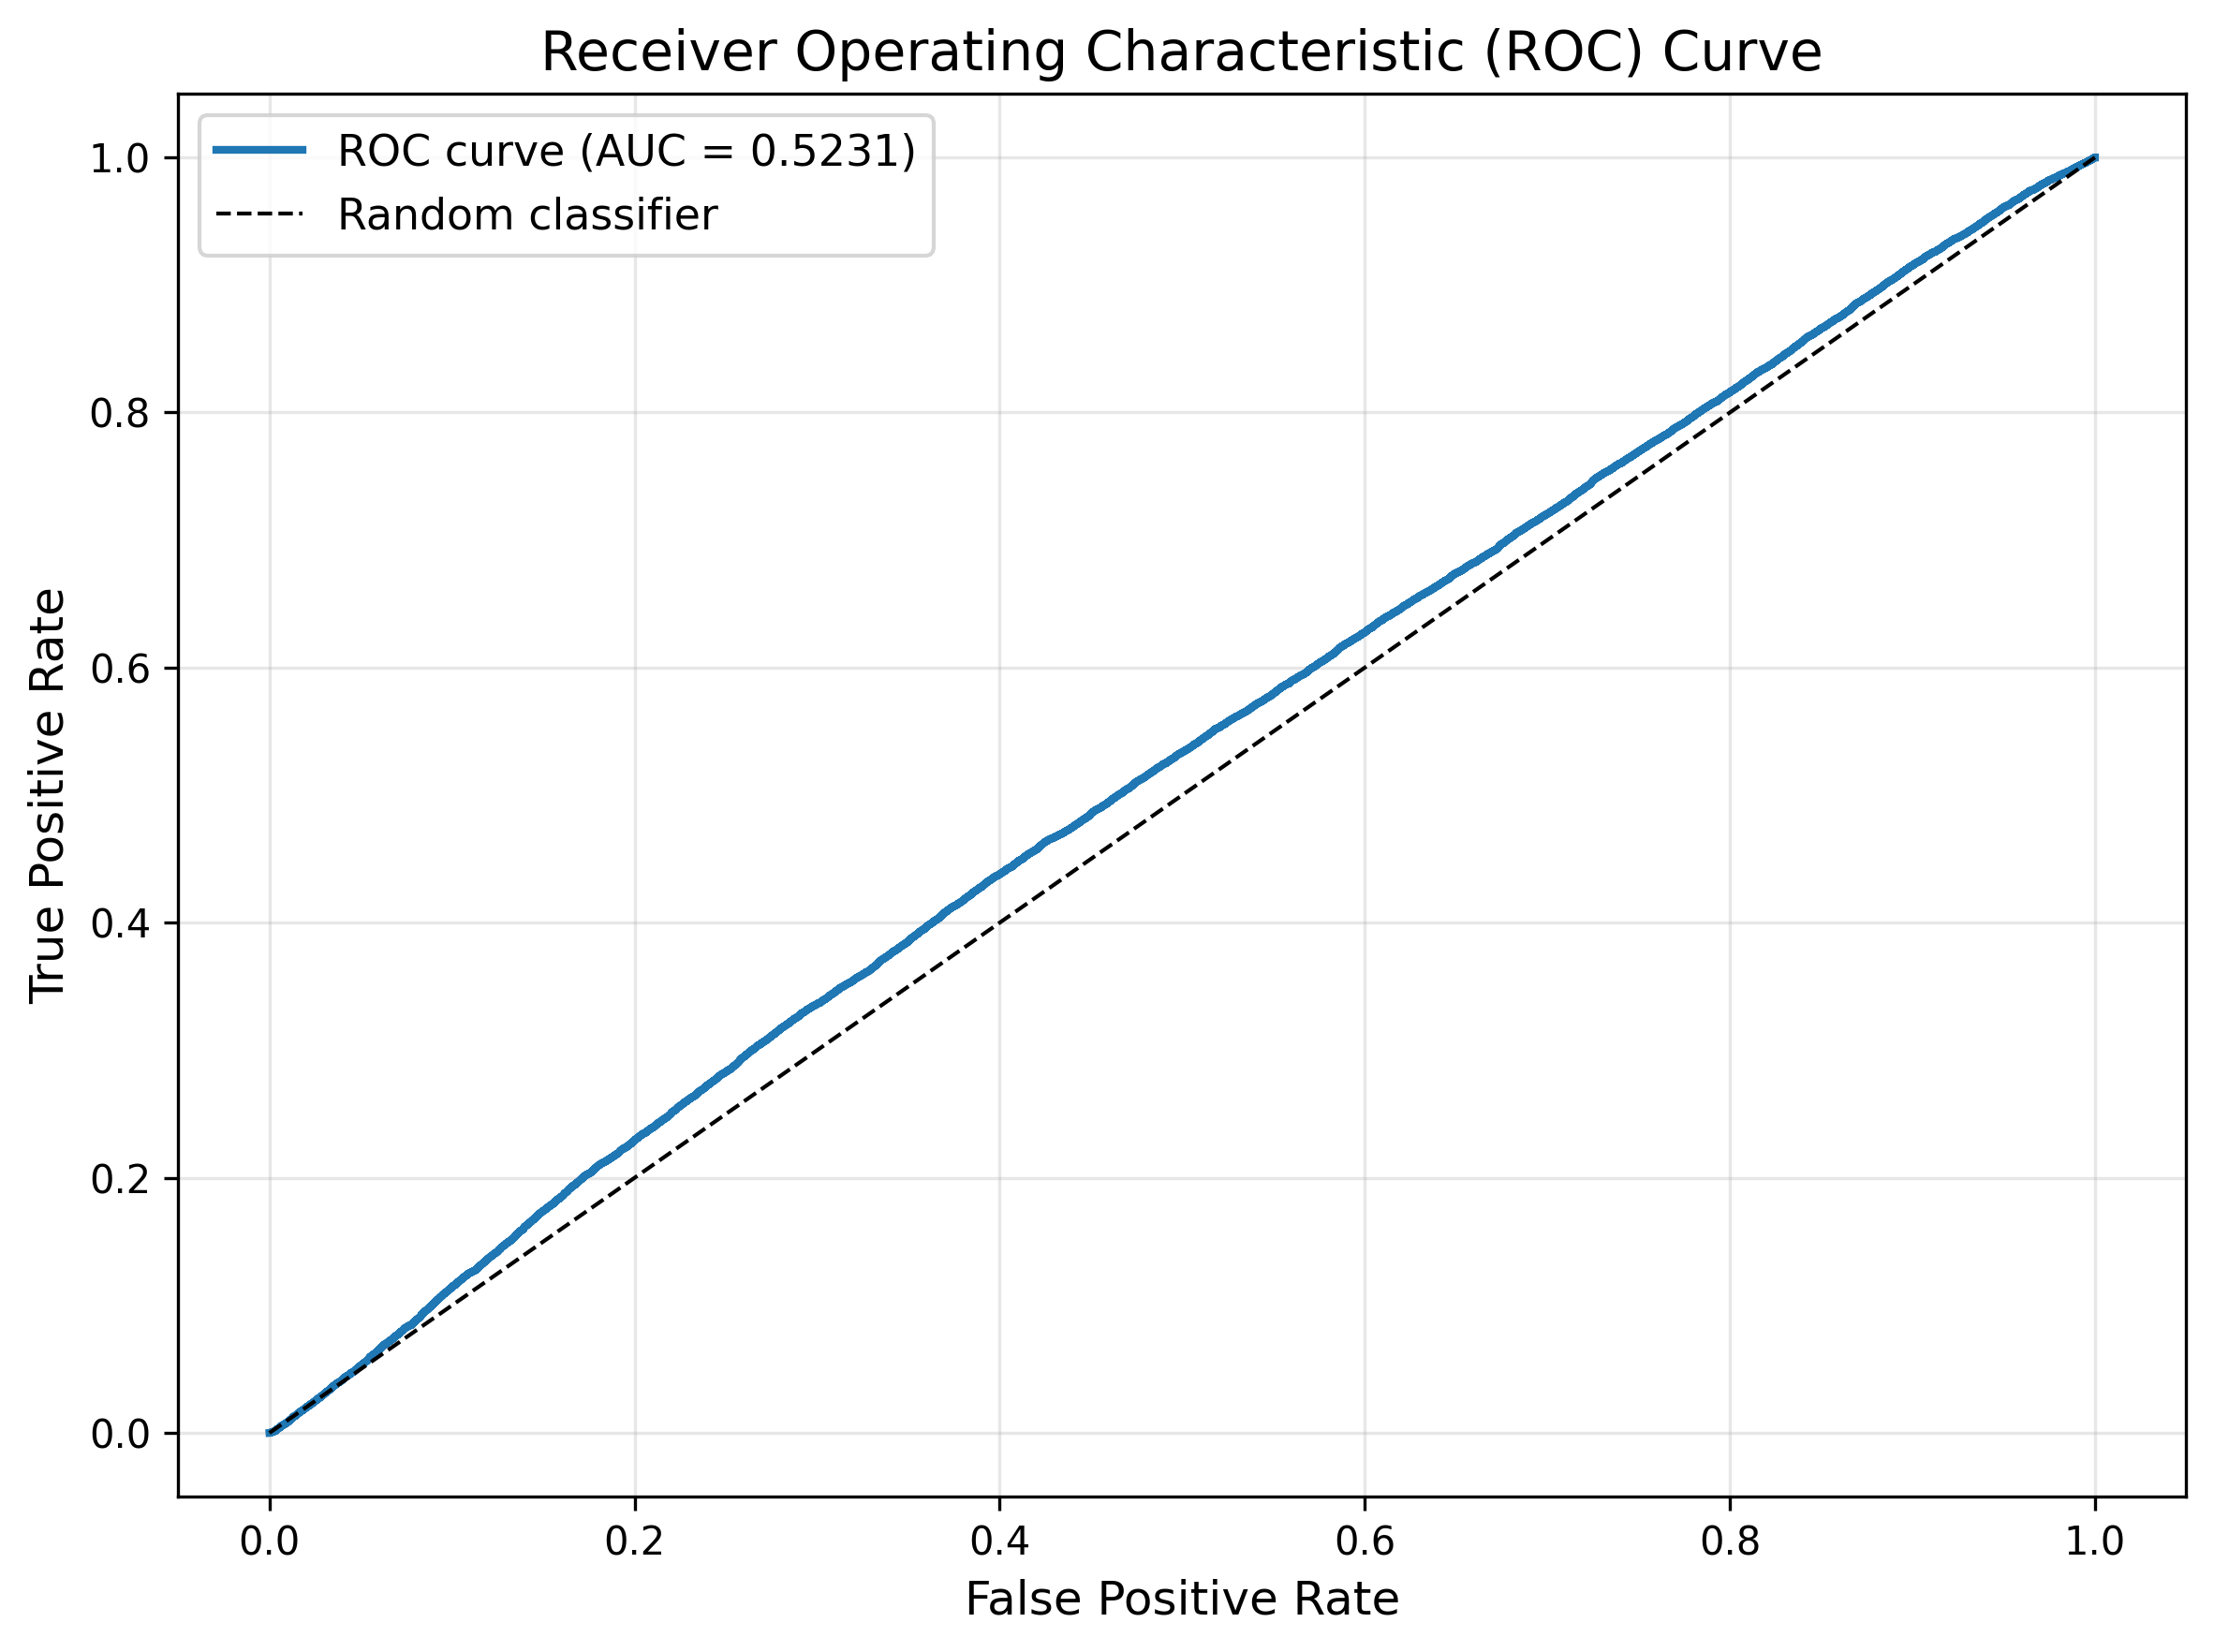 Receiver Operating Characteristic (ROC) Curve
ROC curve (AUC = 0.5231)
Random classifier
1.0
0.8
0.6
0.4
0.2
0.0
True Positive Rate
0.0 0.2 0.4 0.6 0.8 1.0
False Positive Rate